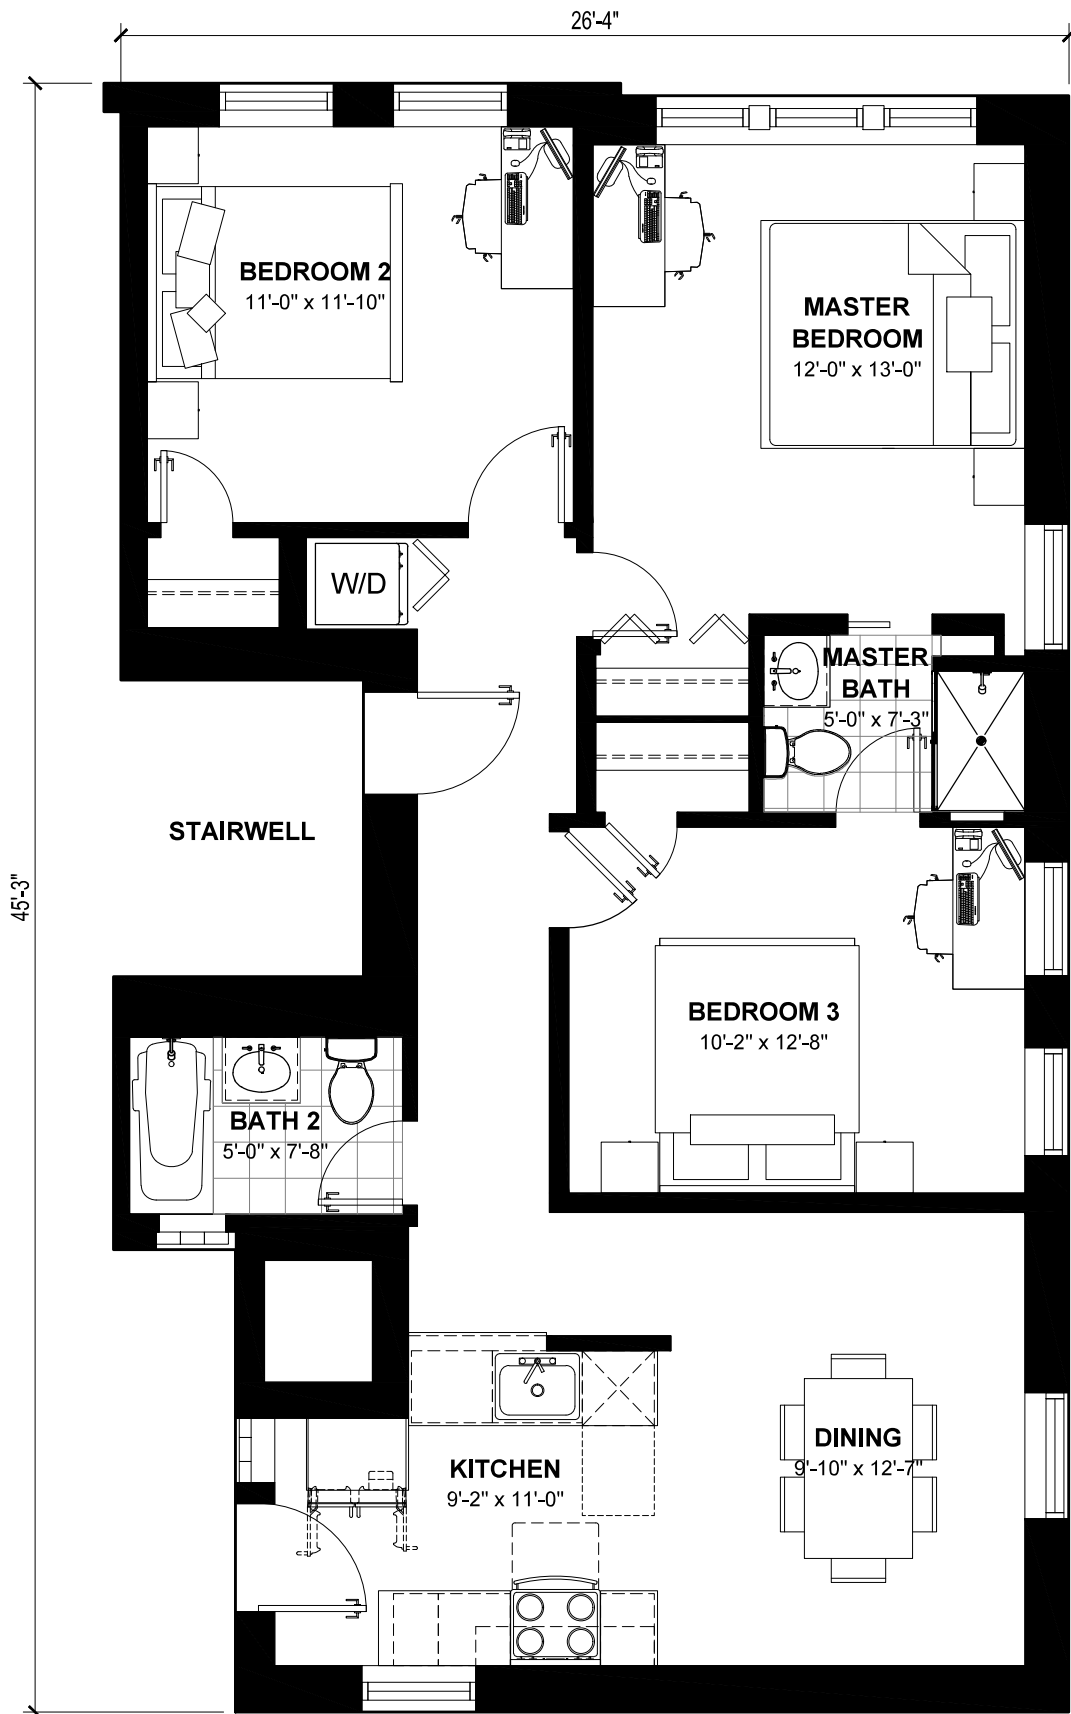 26'-4"
BEDROOM 2
11'-0" x 11'-10"
MASTER
BEDROOM
12'-0" x 13'-0"
W/D
MASTER
BATH
5'-0" x 7'-3"
STAIRWELL
45'-3"
BEDROOM 3
10'-2" x 12'-8"
BATH 2
5'-0" x 7'-8"
DINING
9'-10" x 12'-7"
KITCHEN
9'-2" x 11'-0"